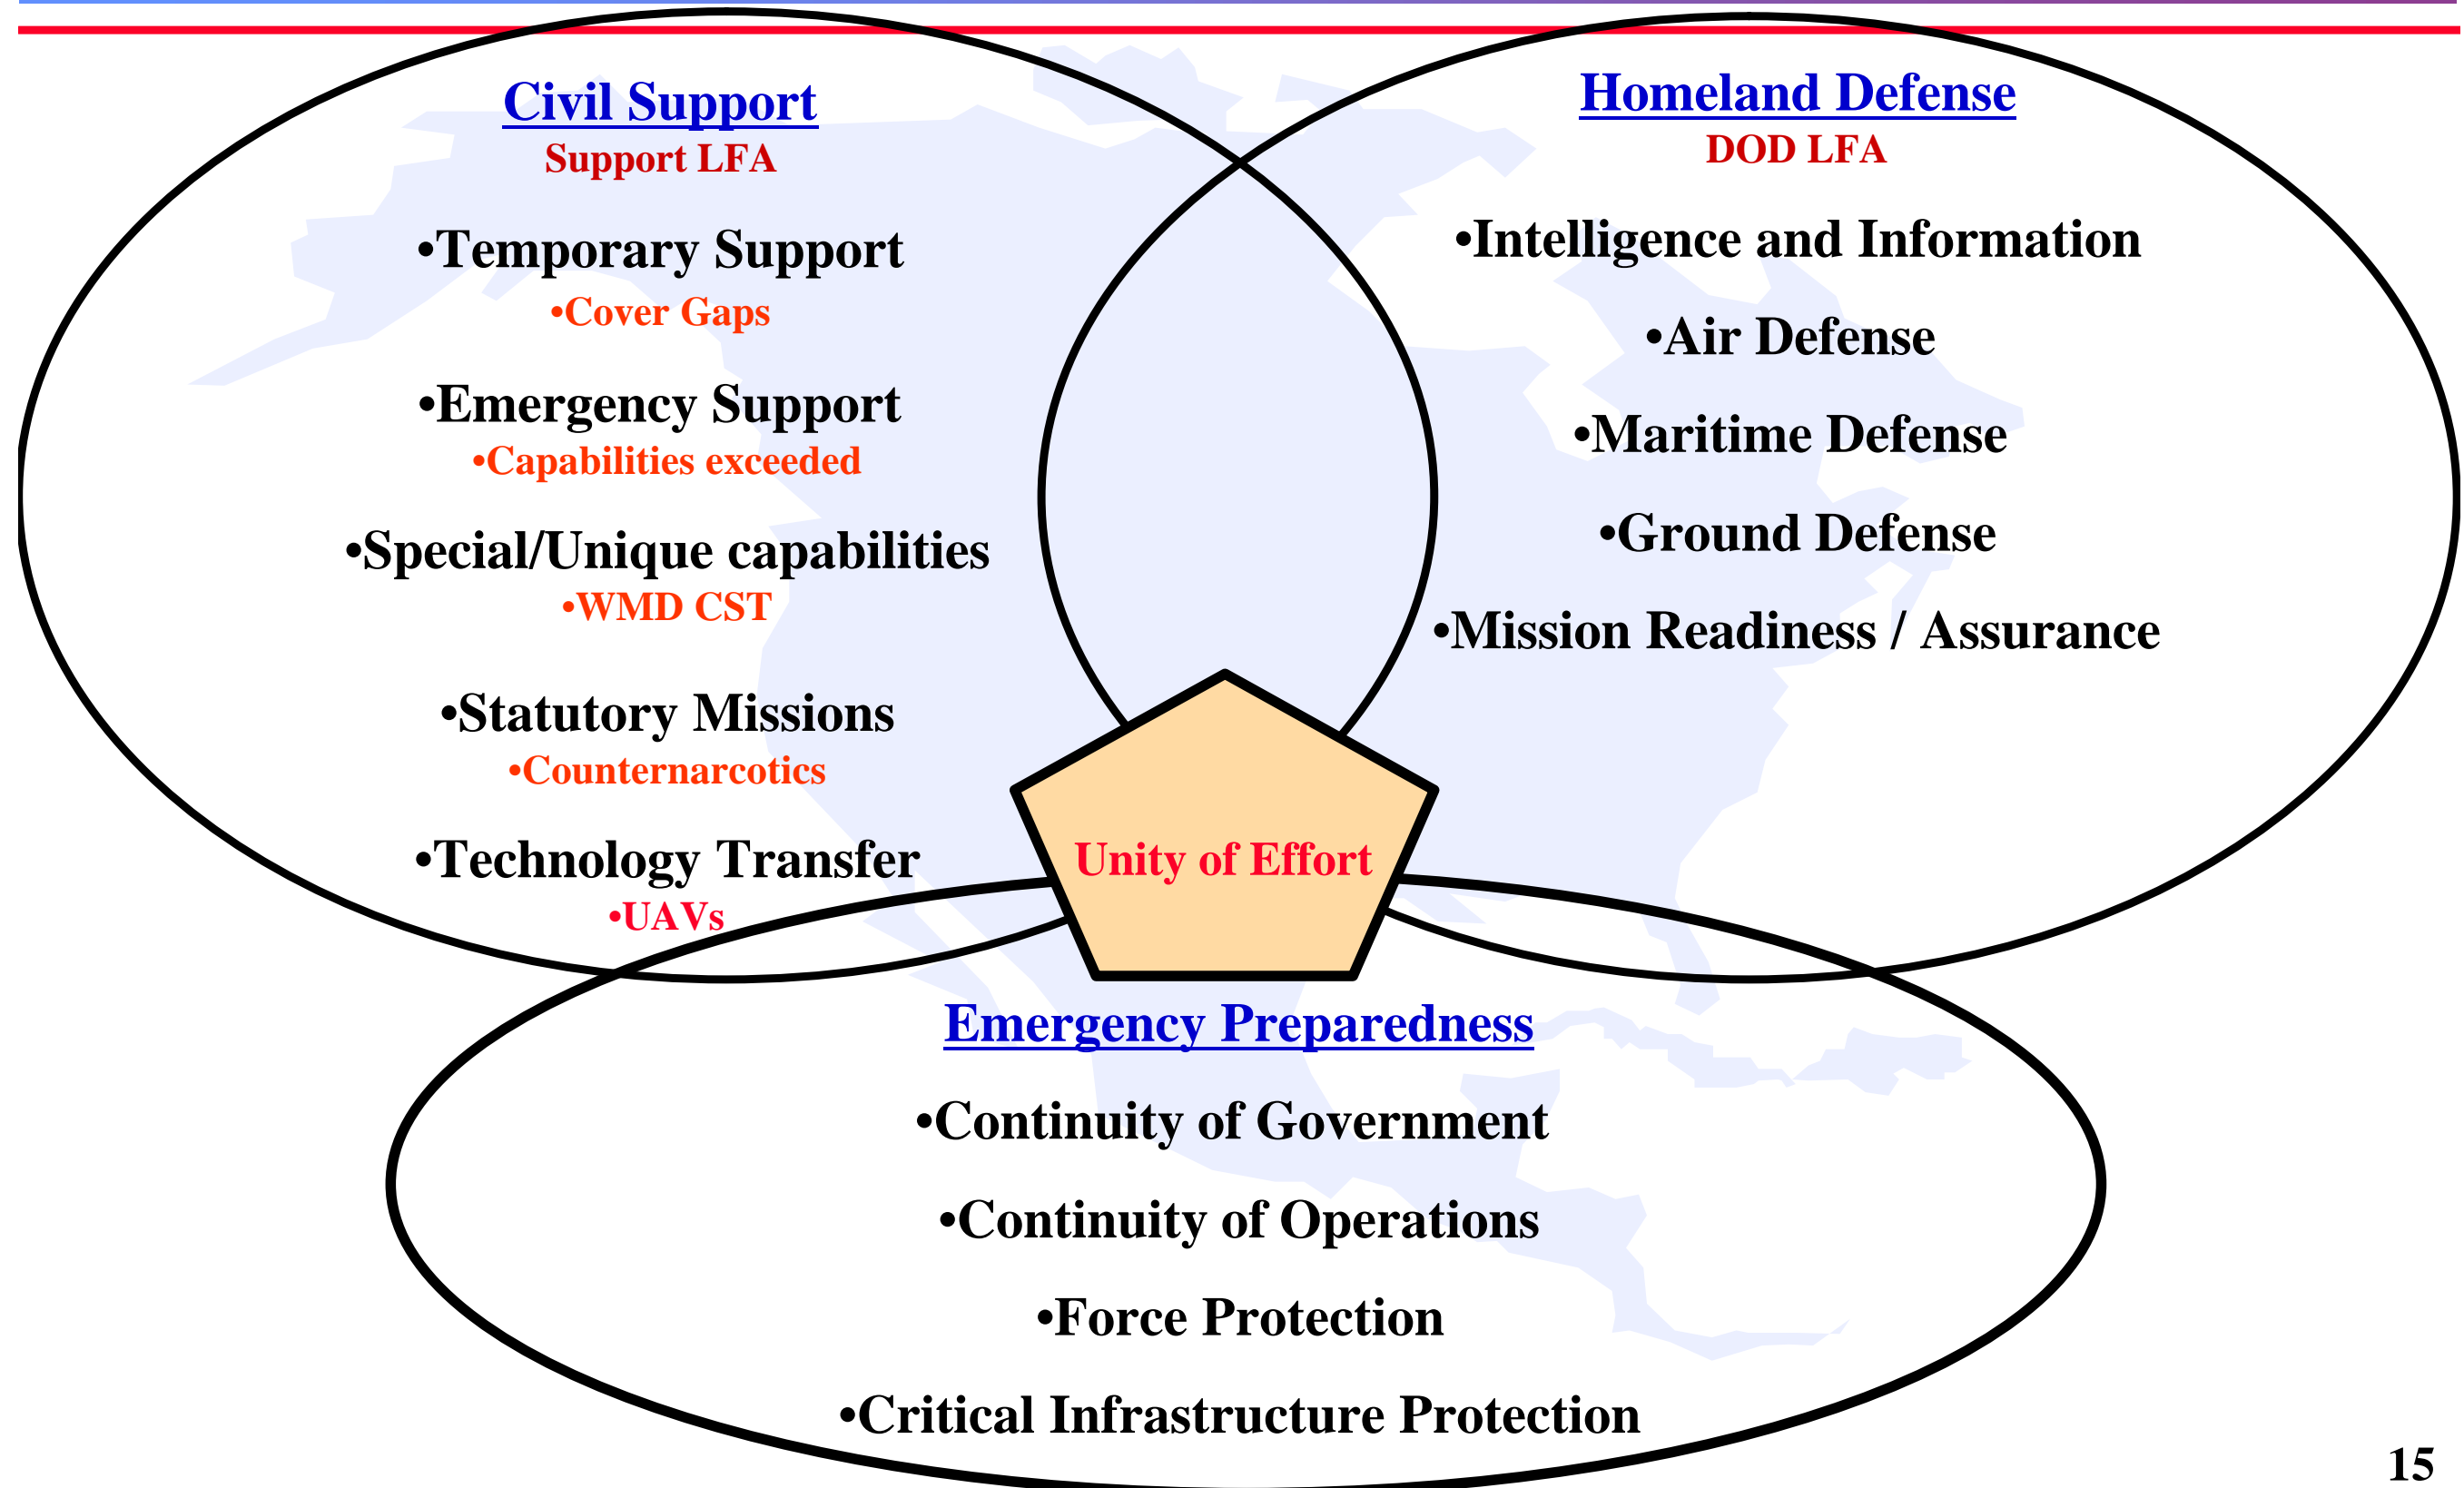 Civil Support
Support LFA
•Temporary Support
•Cover Gaps
•Emergency Support
•Capabilities exceeded
•Special/Unique capabilities
•WMD CST
•Statutory Missions
•Counternarcotics
•Technology Transfer
•UAVs
Homeland Defense
DOD LFA
•Intelligence and Information
•Air Defense
•Maritime Defense
•Ground Defense
•Mission Readiness / Assurance
Unity of Effort
Emergency Preparedness
•Continuity of Government
•Continuity of Operations
•Force Protection
•Critical Infrastructure Protection
15